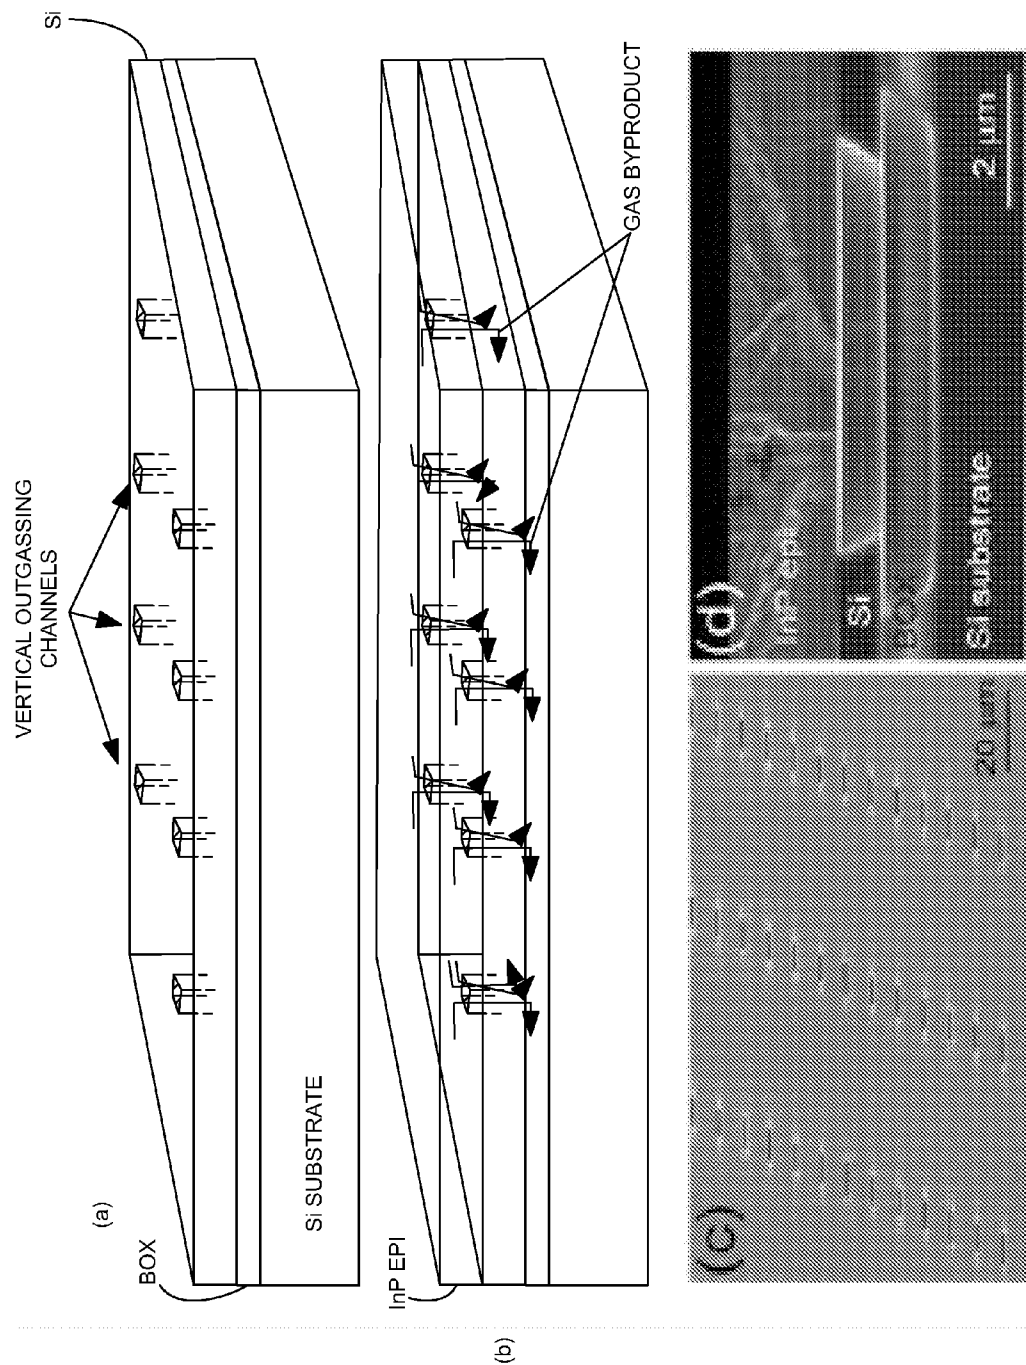 Si
VERTICAL OUTGASSING
CHANNELS
(a)
BOX
Si SUBSTRATE
GAS BYPRODUCT
InP EPI
(b)
(c)
20 μm
(d)
InP epi
Si
Si substrate
2 μm